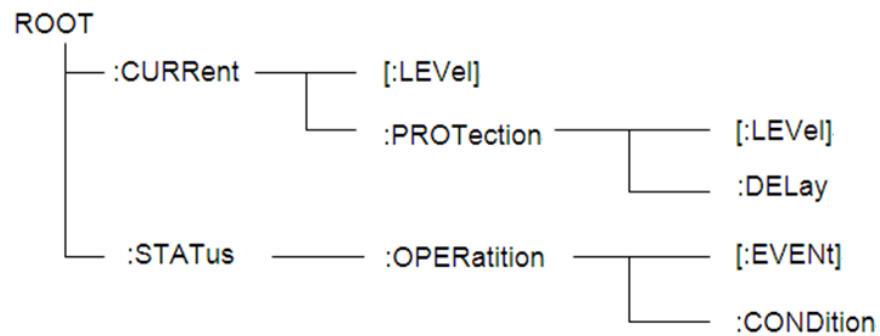 ROOT
:CURRent [:LEVel]
:PROTection [:LEVel]
:DELay
:STATus :OPERatition [:EVENt]
:CONDition